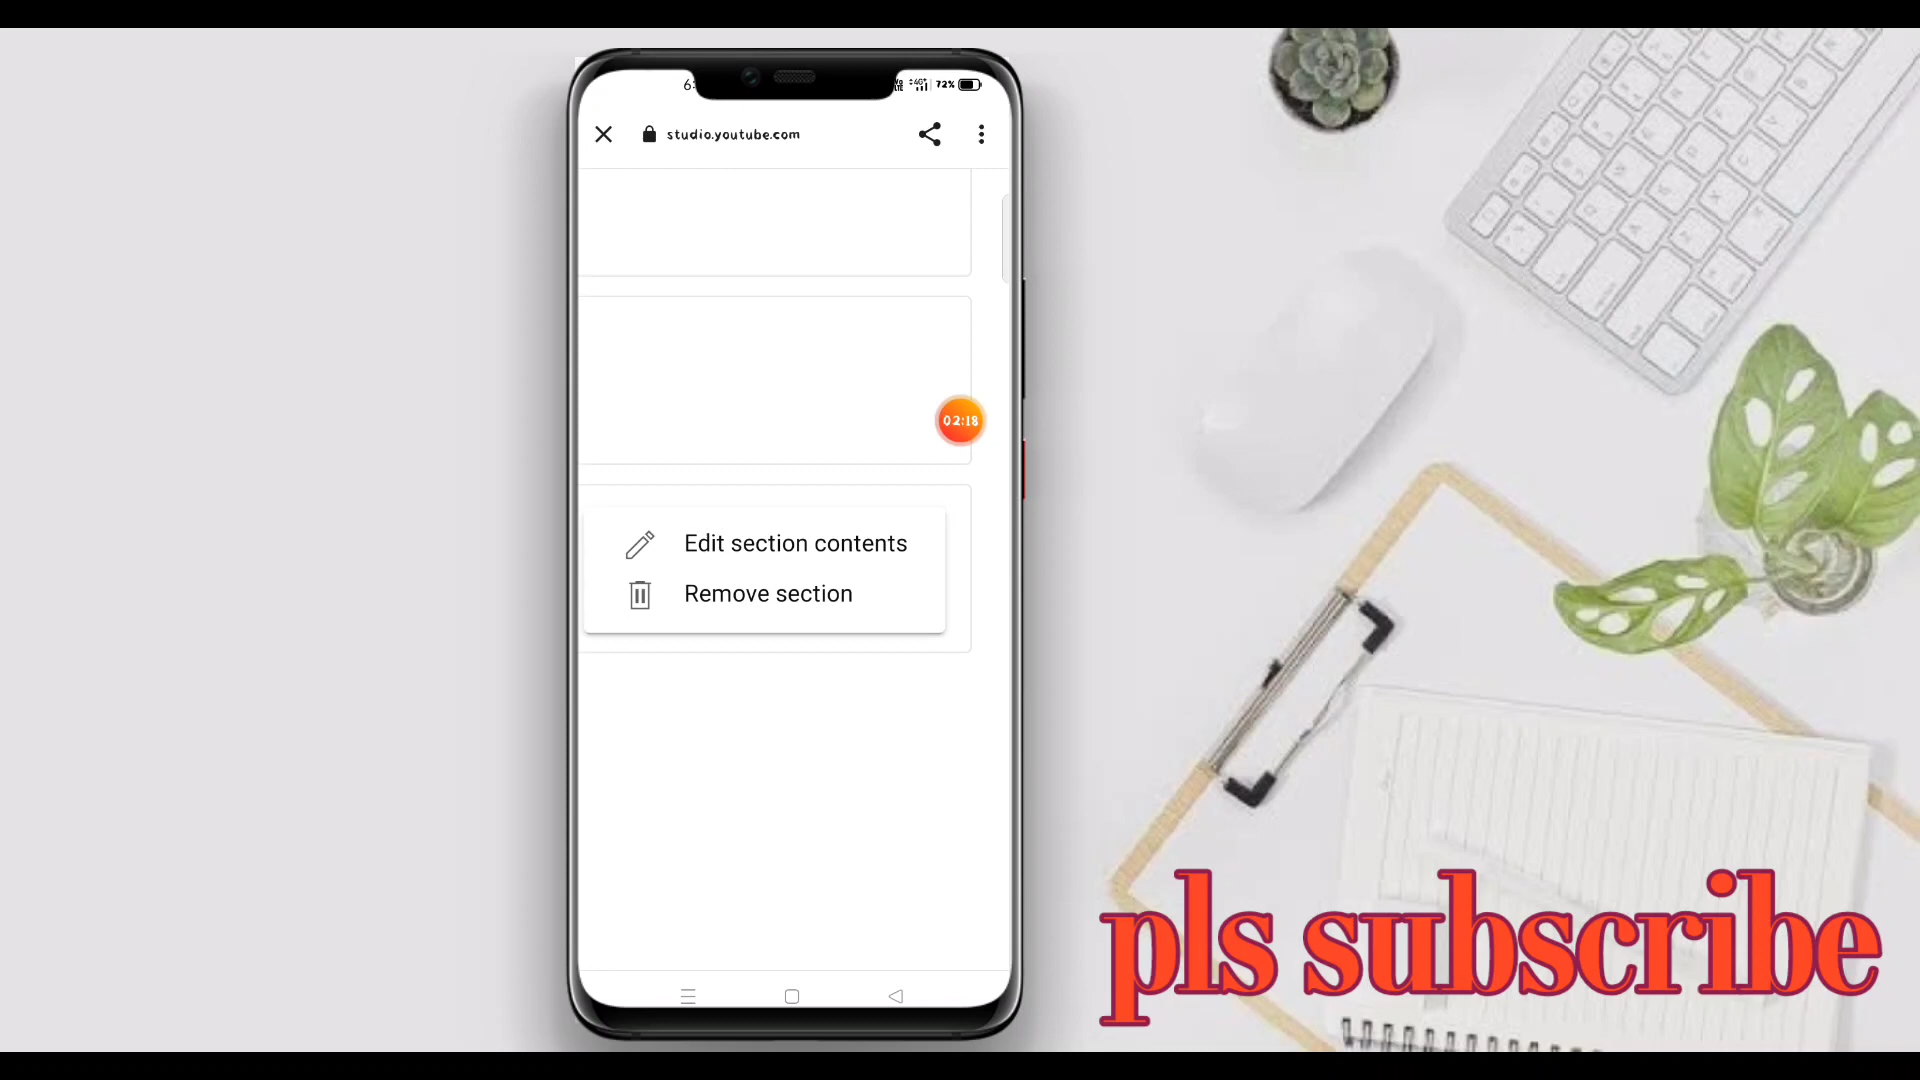 72%
studio.youtube.com
02:18
Edit section contents
Remove section
pls subscribe